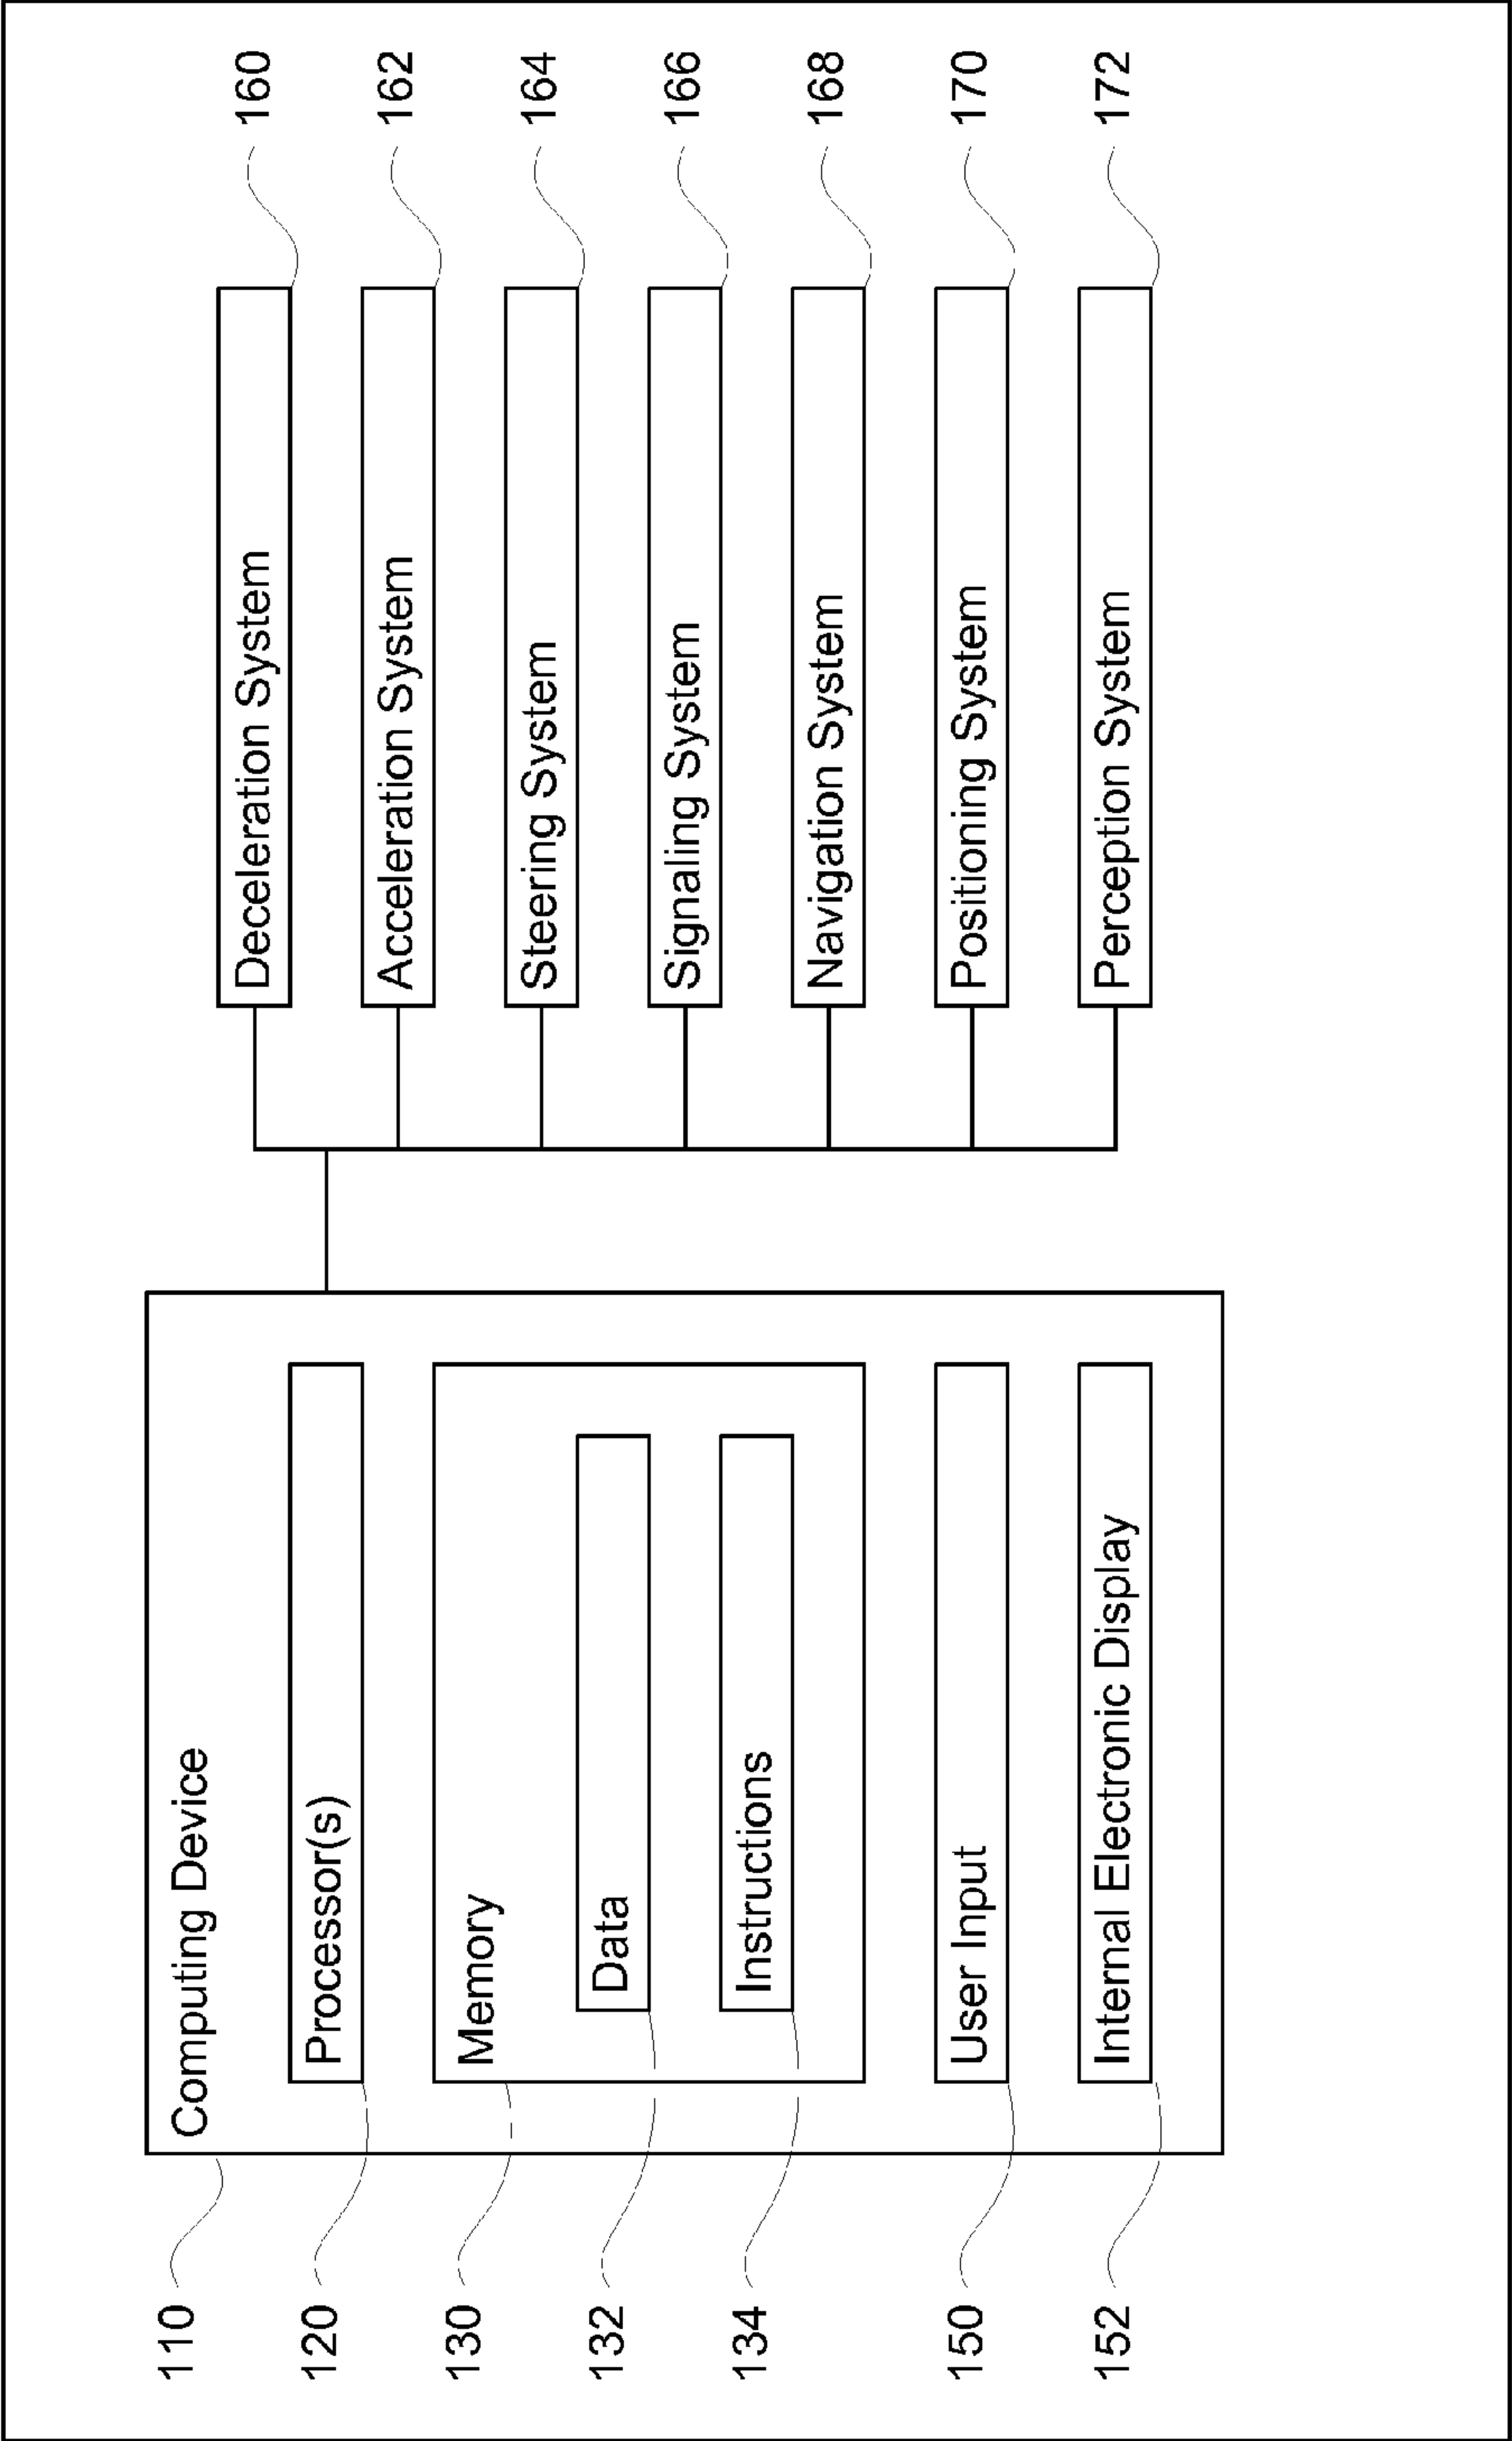 110
Computing Device
120
Processor(s)
130
Memory
132
Data
134
Instructions
150
User Input
152
Internal Electronic Display
Deceleration System
160
Acceleration System
162
Steering System
164
Signaling System
166
Navigation System
168
Positioning System
170
Perception System
172